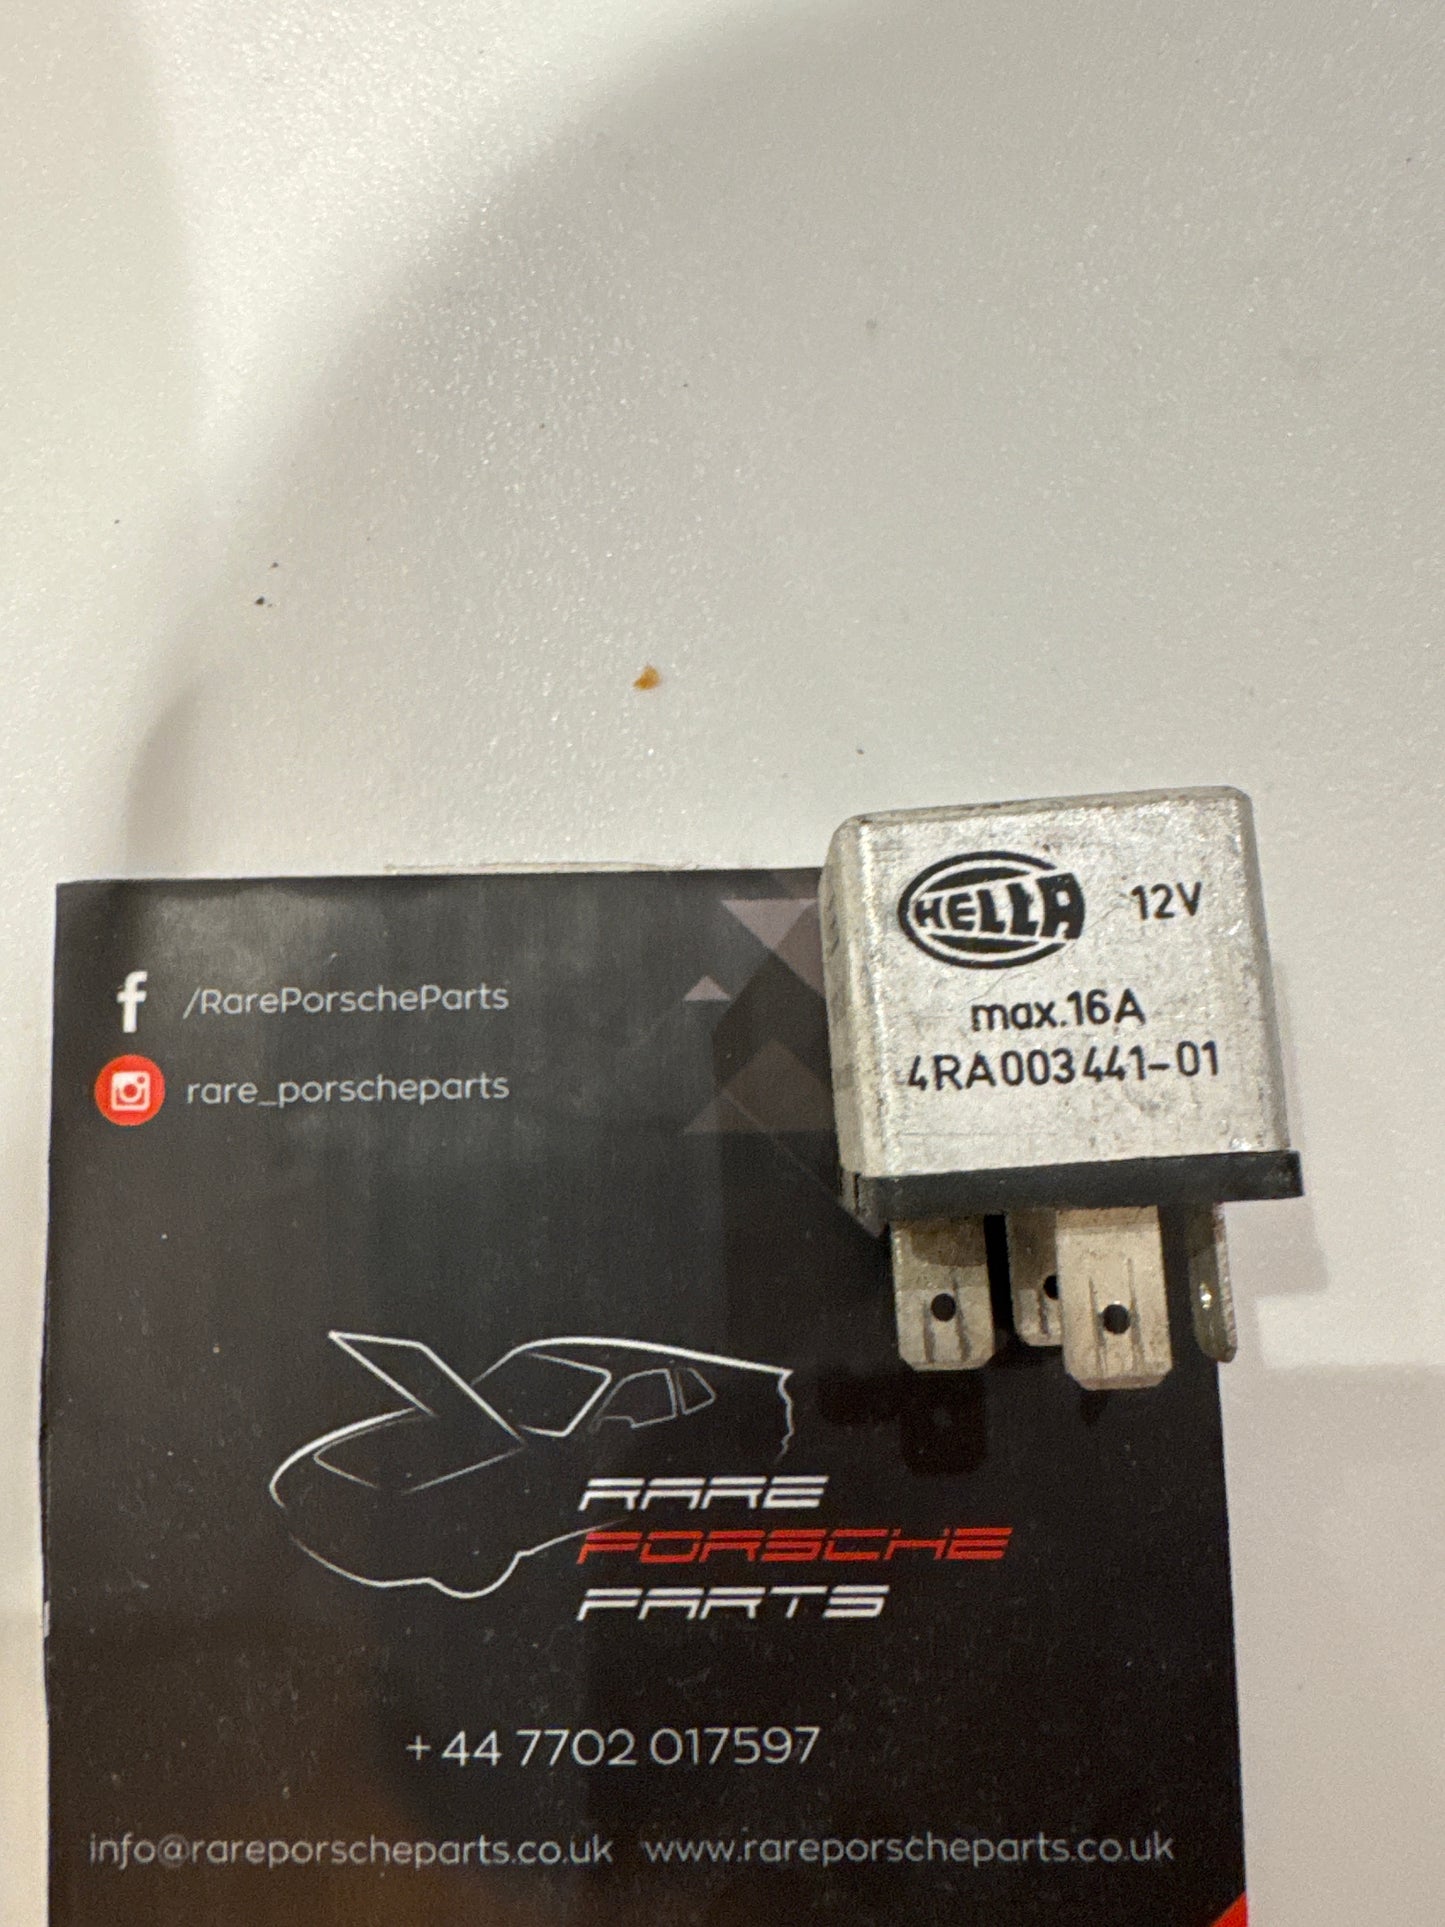 HELLA 12V
max.16A
4RA003441-01
f /RarePorscheParts
rare_porscheparts
RARE
PORSCHE
PARTS
+44 7702 017597
info@rareporscheparts.co.uk www.rareporscheparts.co.uk